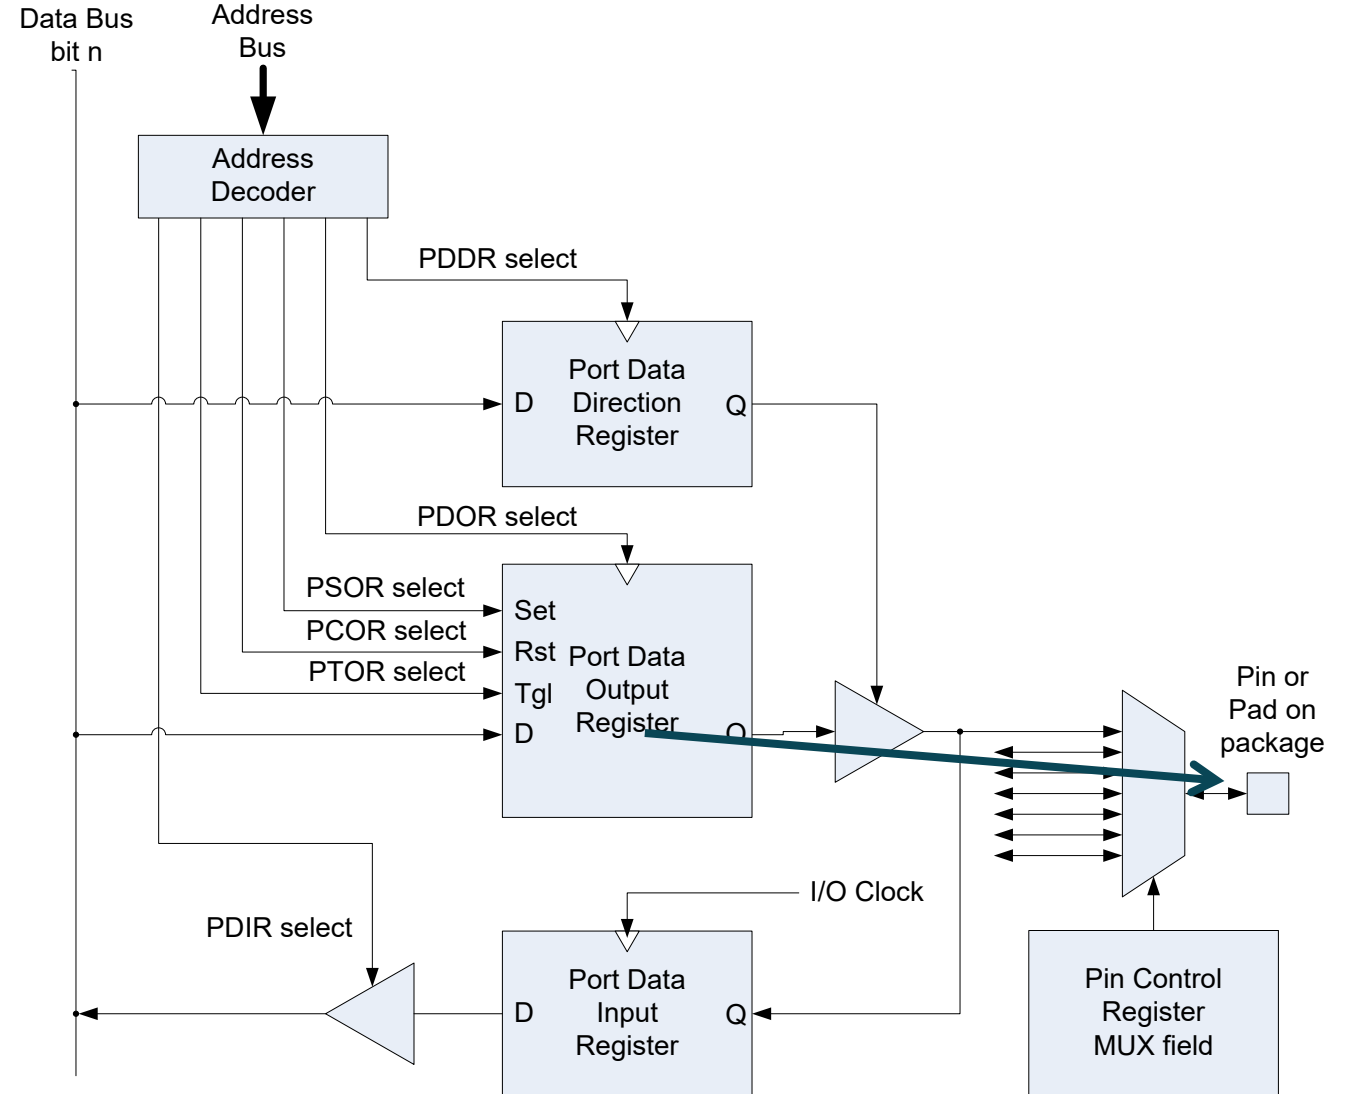 Data Bus
bit n
Address
Bus
Address
Decoder
PDDR select
Port Data
Direction
Register
D
Q
PDOR select
PSOR select
PCOR select
PTOR select
Set
Rst
Tgl
D
Port Data
Output
Register
Q
Pin or
Pad on
package
I/O Clock
PDIR select
Port Data
Input
Register
D
Q
Pin Control
Register
MUX field